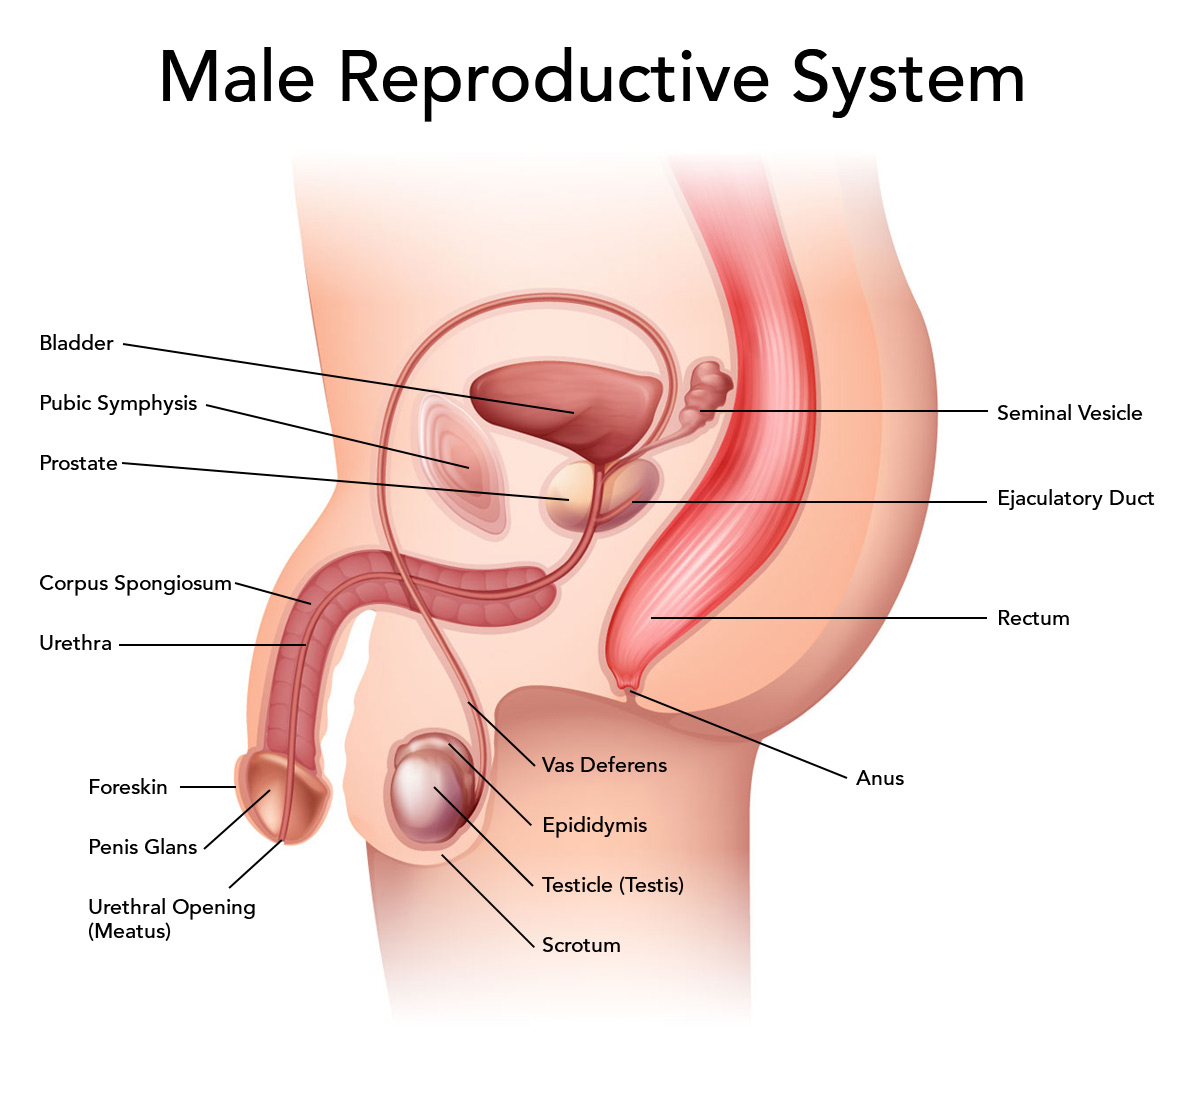 Male Reproductive System
Bladder
Pubic Symphysis
Prostate
Corpus Spongiosum
Urethra
Foreskin
Penis Glans
Urethral Opening
(Meatus)
Vas Deferens
Epididymis
Testicle (Testis)
Scrotum
Seminal Vesicle
Ejaculatory Duct
Rectum
Anus